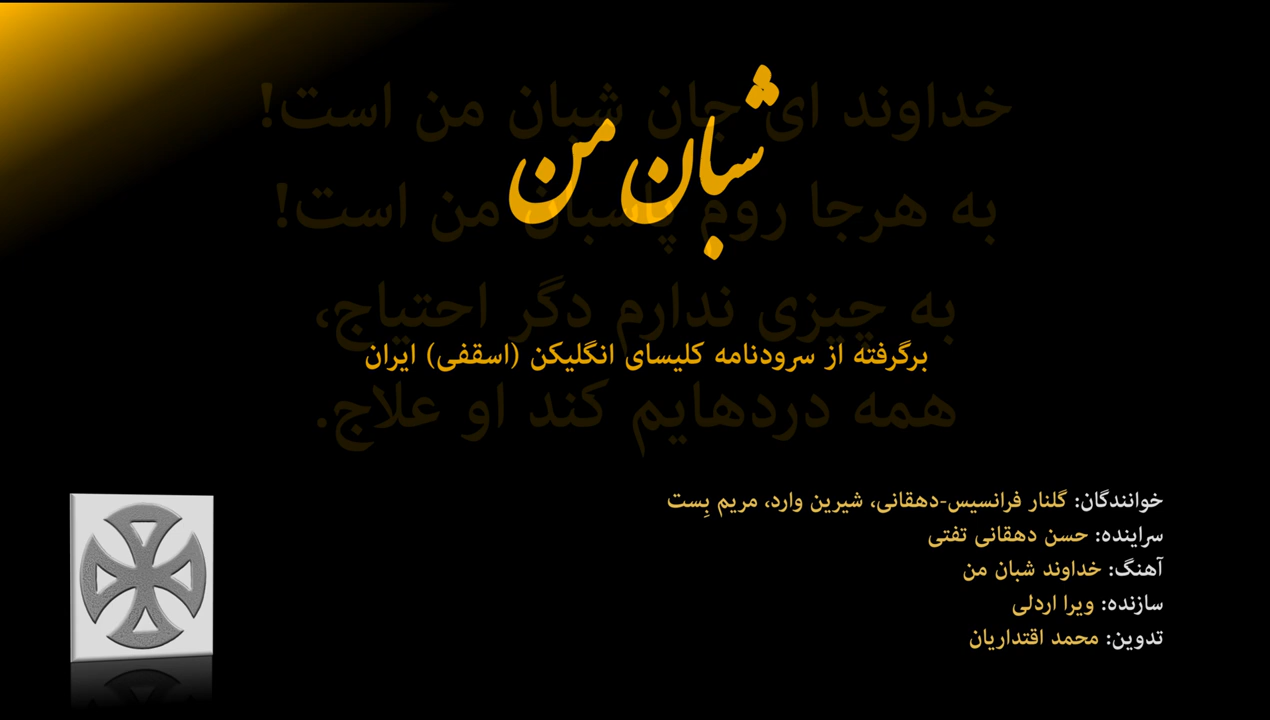 خداوند ای جان شبان من است!
شبان من
به هرجا روم پاسبان من است!
به چیزی ندارم دگر احتیاج،
برگرفته از سرودنامه کلیسای انگلیکن (اسقفی) ایران
همه دردهایم کند او علاج.
خوانندگان: گلنار فرانسیس-دهقانی، شیرین وارد، مریم بِست
سراینده: حسن دهقانی تفتی
آهنگ: خداوند شبان من
سازنده: ویرا اردلی
تدوین: محمد اقتداریان